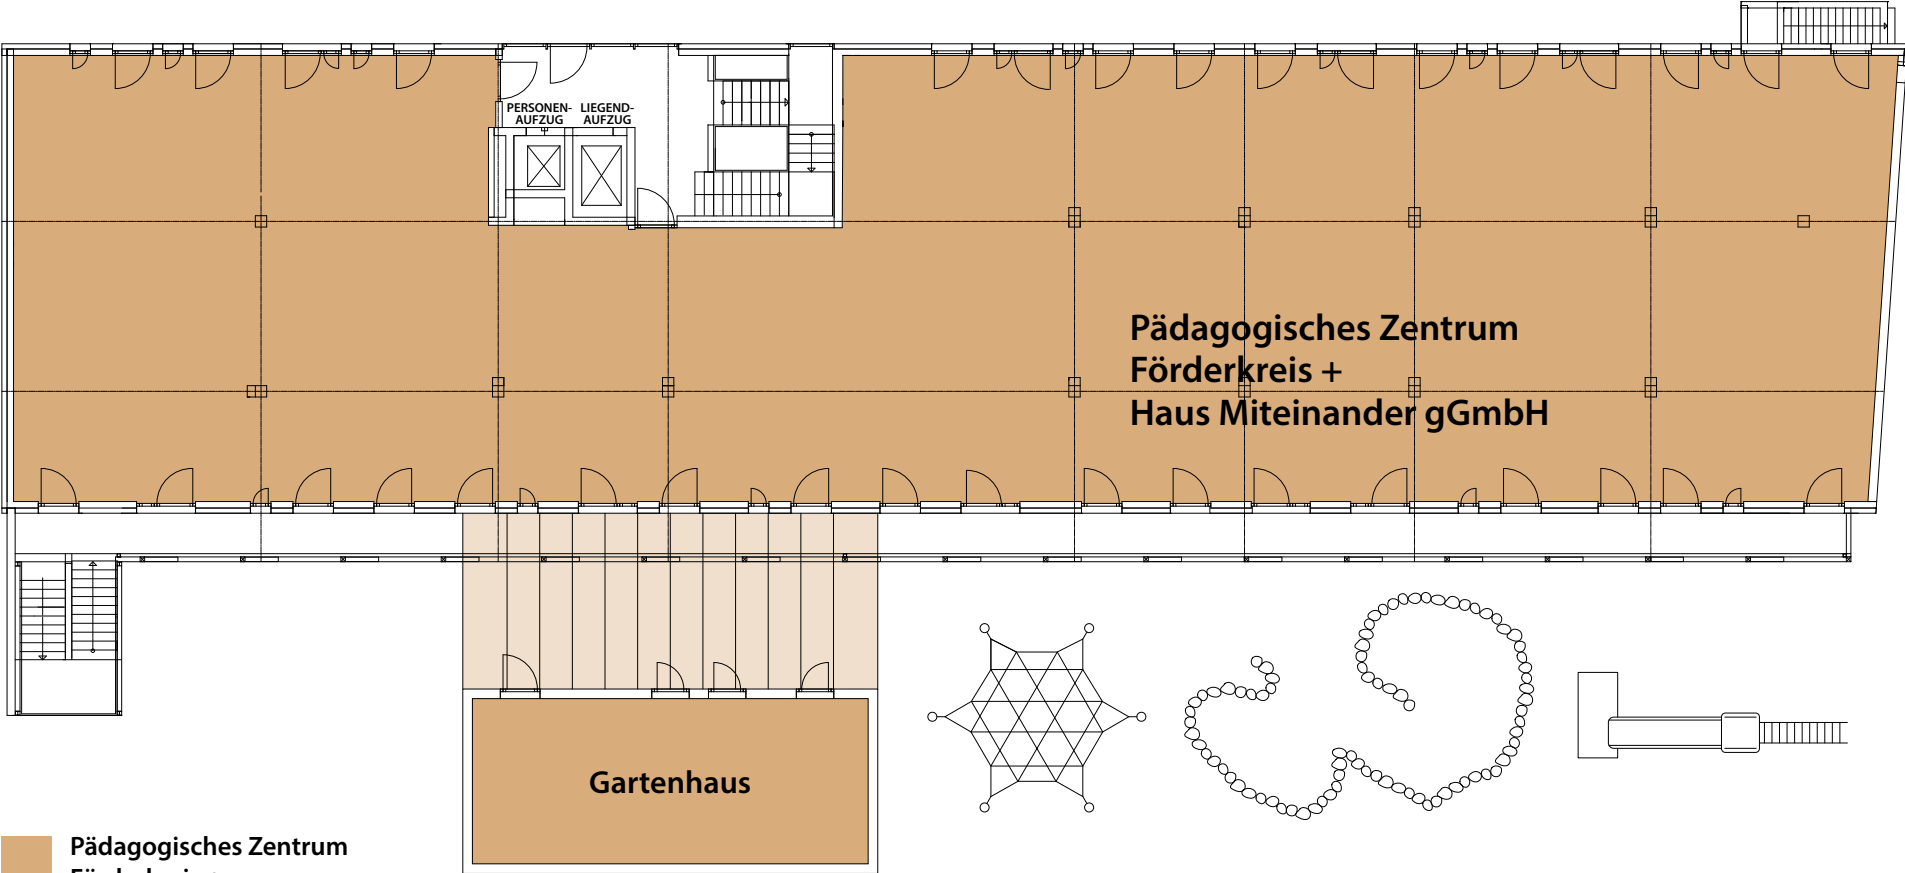 PERSONEN-
AUFZUG
LIEGEND-
AUFZUG
Pädagogisches Zentrum
Förderkreis +
Haus Miteinander gGmbH
Gartenhaus
Pädagogisches Zentrum